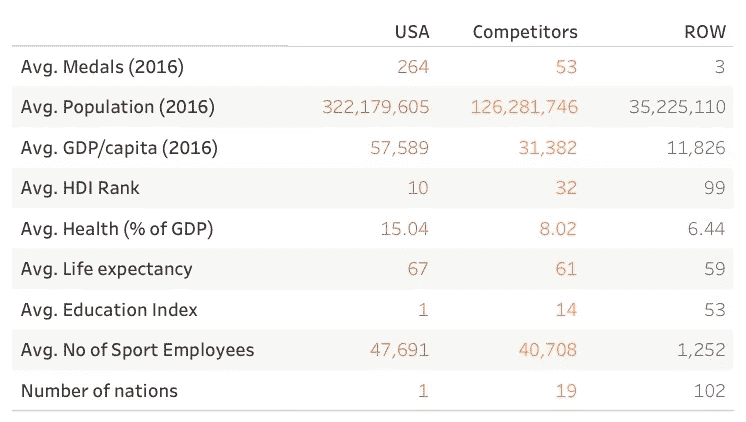 USA Competitors ROW
Avg. Medals (2016) 264 53 3
Avg. Population (2016) 322,179,605 126,281,746 35,225,110
Avg. GDP/capita (2016) 57,589 31,382 11,826
Avg. HDI Rank 10 32 99
Avg. Health (% of GDP) 15.04 8.02 6.44
Avg. Life expectancy 67 61 59
Avg. Education Index 1 14 53
Avg. No of Sport Employees 47,691 40,708 1,252
Number of nations 1 19 102